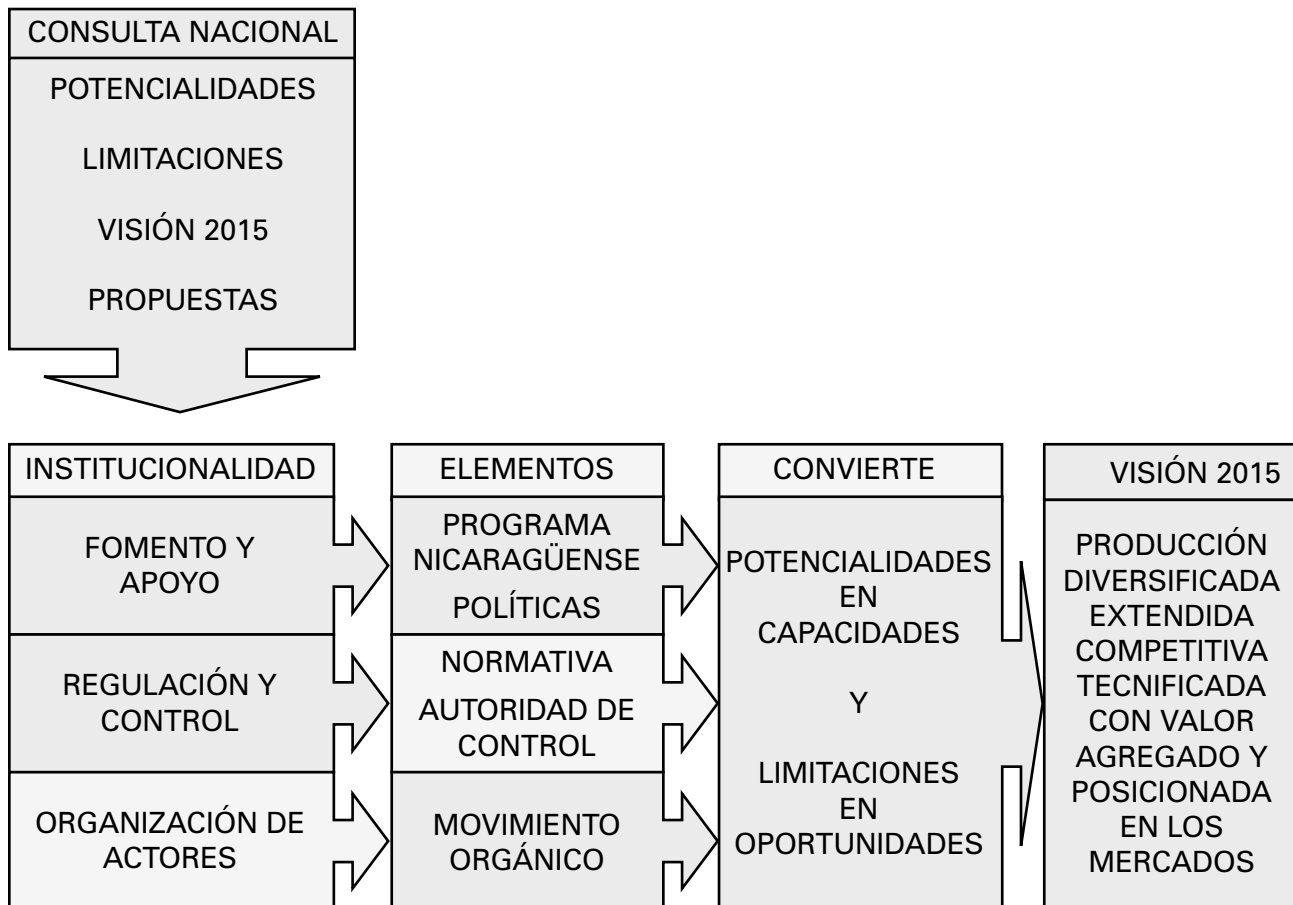 CONSULTA NACIONAL
POTENCIALIDADES
LIMITACIONES
VISIÓN 2015
PROPUESTAS
INSTITUCIONALIDAD
FOMENTO Y
APOYO
REGULACIÓN Y
CONTROL
ORGANIZACIÓN DE
ACTORES
ELEMENTOS
PROGRAMA
NICARAGÜENSE
POLÍTICAS
NORMATIVA
AUTORIDAD DE
CONTROL
MOVIMIENTO
ORGÁNICO
CONVIERTE
POTENCIALIDADES
EN
CAPACIDADES
Y
LIMITACIONES
EN
OPORTUNIDADES
VISIÓN 2015
PRODUCCIÓN
DIVERSIFICADA
EXTENDIDA
COMPETITIVA
TECNIFICADA
CON VALOR
AGREGADO Y
POSICIONADA
EN LOS
MERCADOS